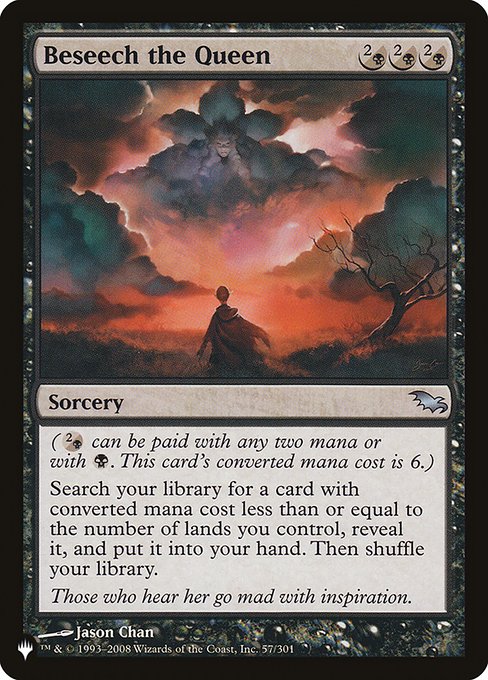 Beseech the Queen
2 2 2
Sorcery
( 2 can be paid with any two mana or
with . This card's converted mana cost is 6.)
Search your library for a card with
converted mana cost less than or equal to
the number of lands you control, reveal
it, and put it into your hand. Then shuffle
your library.
Those who hear her go mad with inspiration.
Jason Chan
™ & © 1993–2008 Wizards of the Coast, Inc. 57/301